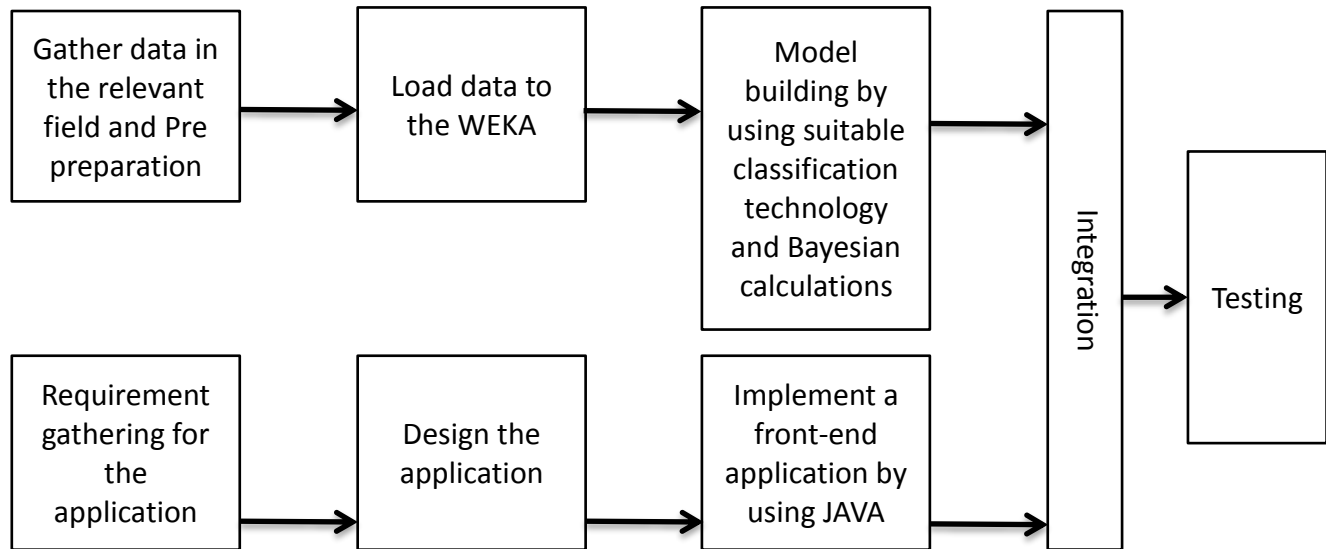 Gather data in
the relevant
field and Pre
preparation
Load data to
the WEKA
Model
building by
using suitable
classification
technology
and Bayesian
calculations
Requirement
gathering for
the
application
Design the
application
Implement a
front-end
application by
using JAVA
Integration
Testing